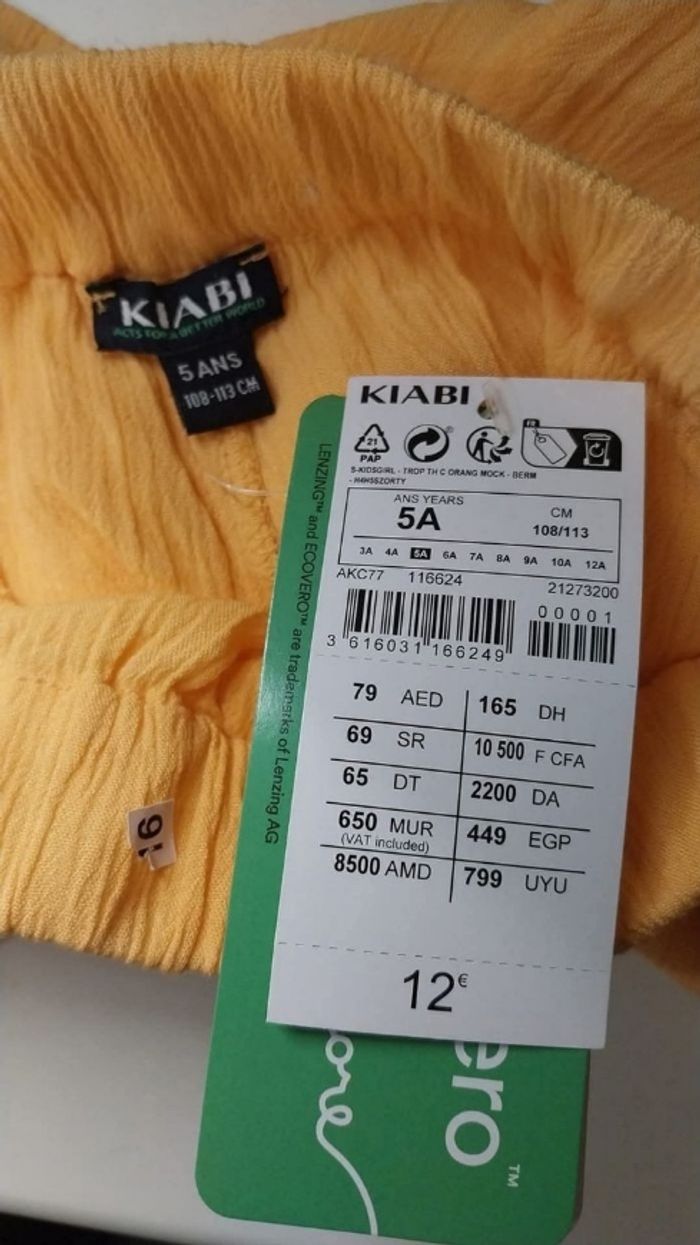 KIABI
ACTS FOR A BETTER WORLD
5 ANS
108-113 CM
KIABI
21
PAP
FR
S-KIDSGIRL - TROP TH C ORANG MOCK - BERM
- H4HSSZORTY
ANS YEARS
5A
CM
108/113
3A 4A 5A 6A 7A 8A 9A 10A 12A
AKC77 116624 21273200
00001
3 616031 166249
79 AED 165 DH
69 SR 10 500 F CFA
65 DT 2200 DA
650 MUR 449 EGP
(VAT included)
8500 AMD 799 UYU
12€
LENZING™ and ECOVERO™ are trademarks of Lenzing AG
ero™
ore